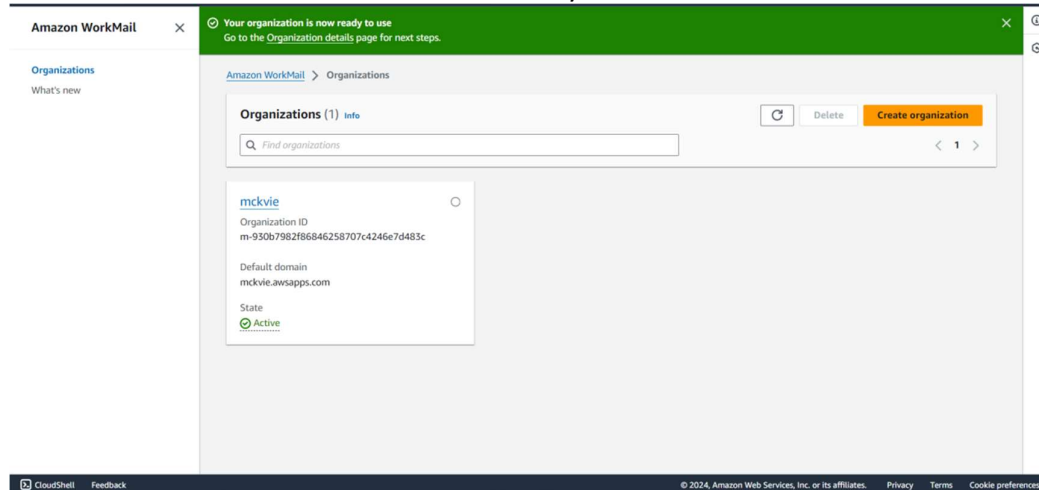 Amazon WorkMail
Organizations
What's new
Your organization is now ready to use
Go to the Organization details page for next steps.
Amazon WorkMail > Organizations
Organizations (1) Info
Delete
Create organization
Find organizations
< 1 >
mckvie
Organization ID
m-930b7982f86846258707c4246e7d483c
Default domain
mckvie.awsapps.com
State
Active
CloudShell Feedback
© 2024, Amazon Web Services, Inc. or its affiliates. Privacy Terms Cookie preferences